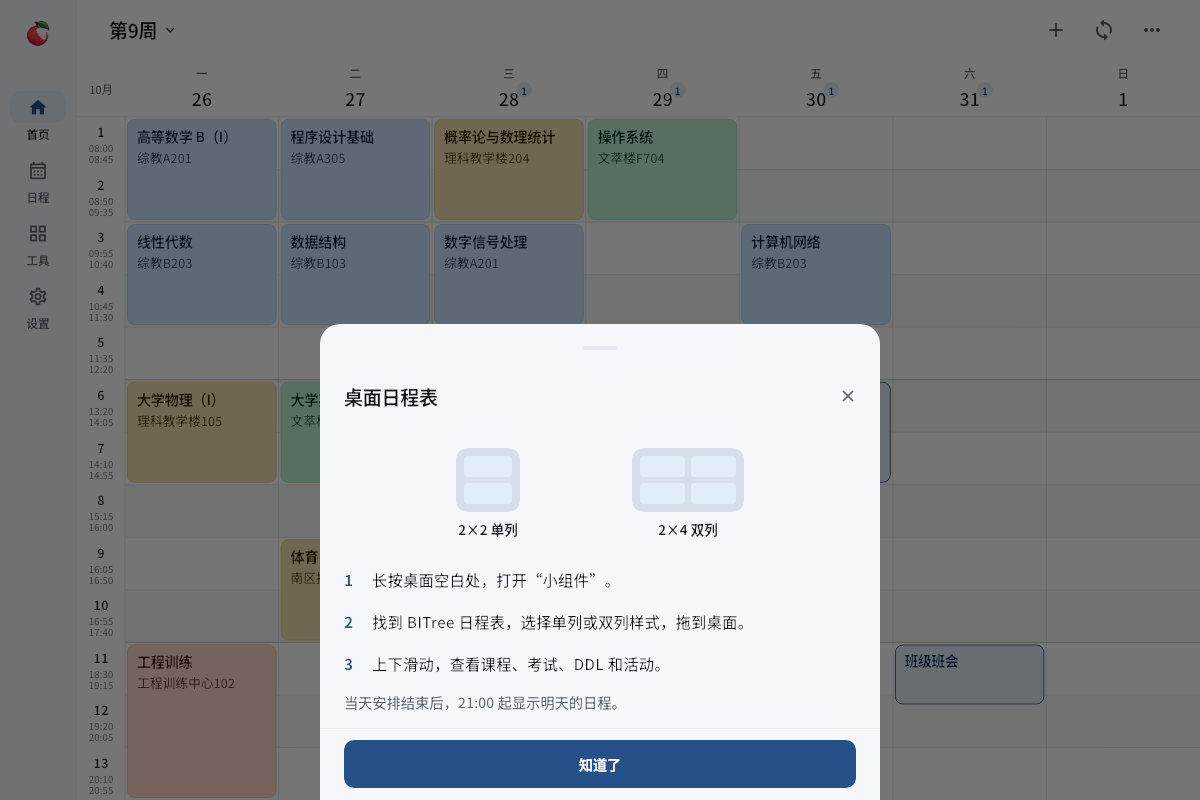 第9周
首页
日程
工具
设置
10月
一
26
二
27
三
28
1
四
29
1
五
30
1
六
31
1
日
1
1
08:00
08:45
2
08:50
09:35
3
09:55
10:40
4
10:45
11:30
5
11:35
12:20
6
13:20
14:05
7
14:10
14:55
8
15:15
16:00
9
16:05
16:50
10
16:55
17:40
11
18:30
19:15
12
19:20
20:05
13
20:10
20:55
高等数学 B（Ⅰ）
综教A201
程序设计基础
综教A305
概率论与数理统计
理科教学楼204
操作系统
文萃楼F704
线性代数
综教B203
数据结构
综教B103
数字信号处理
综教A201
计算机网络
综教B203
大学物理（Ⅰ）
理科教学楼105
大学
文萃
体育
南区
工程训练
工程训练中心102
班级班会
桌面日程表
2×2 单列
2×4 双列
1 长按桌面空白处，打开“小组件”。
2 找到 BITree 日程表，选择单列或双列样式，拖到桌面。
3 上下滑动，查看课程、考试、DDL 和活动。
当天安排结束后，21:00 起显示明天的日程。
知道了